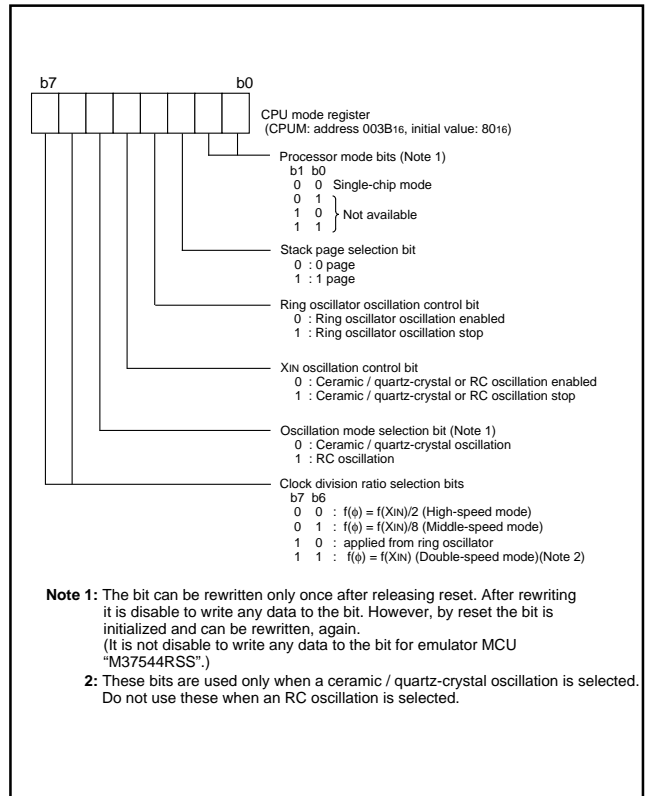 b7 b0
CPU mode register
(CPUM: address 003B16, initial value: 8016)
Processor mode bits (Note 1)
b1 b0
0 0 Single-chip mode
0 1
1 0 Not available
1 1
Stack page selection bit
0 : 0 page
1 : 1 page
Ring oscillator oscillation control bit
0 : Ring oscillator oscillation enabled
1 : Ring oscillator oscillation stop
XIN oscillation control bit
0 : Ceramic / quartz-crystal or RC oscillation enabled
1 : Ceramic / quartz-crystal or RC oscillation stop
Oscillation mode selection bit (Note 1)
0 : Ceramic / quartz-crystal oscillation
1 : RC oscillation
Clock division ratio selection bits
b7 b6
0 0 : f(φ) = f(XIN)/2 (High-speed mode)
0 1 : f(φ) = f(XIN)/8 (Middle-speed mode)
1 0 : applied from ring oscillator
1 1 : f(φ) = f(XIN) (Double-speed mode)(Note 2)
Note 1: The bit can be rewritten only once after releasing reset. After rewriting
it is disable to write any data to the bit. However, by reset the bit is
initialized and can be rewritten, again.
(It is not disable to write any data to the bit for emulator MCU
“M37544RSS”.)
2: These bits are used only when a ceramic / quartz-crystal oscillation is selected.
Do not use these when an RC oscillation is selected.